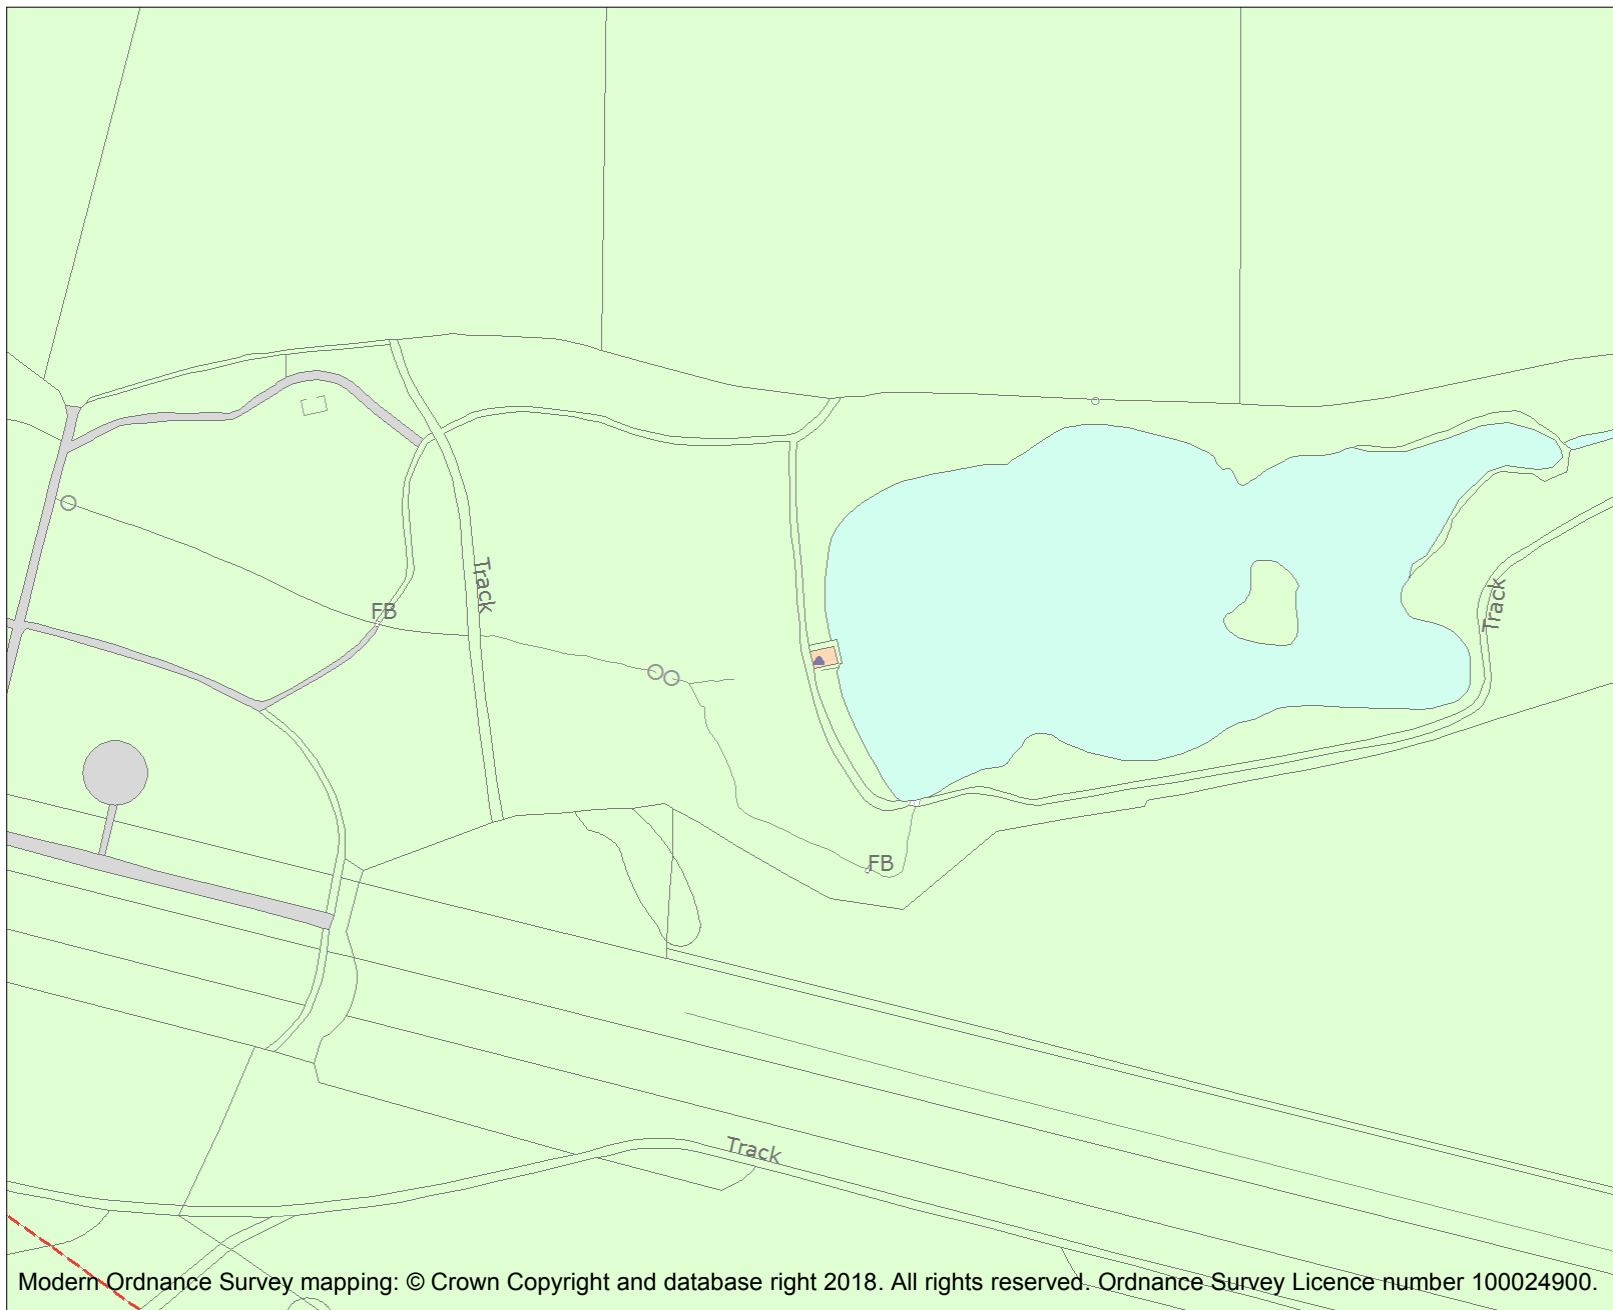 Track
FB
Track
FB
Track
Modern Ordnance Survey mapping: © Crown Copyright and database right 2018. All rights reserved. Ordnance Survey Licence number 100024900.